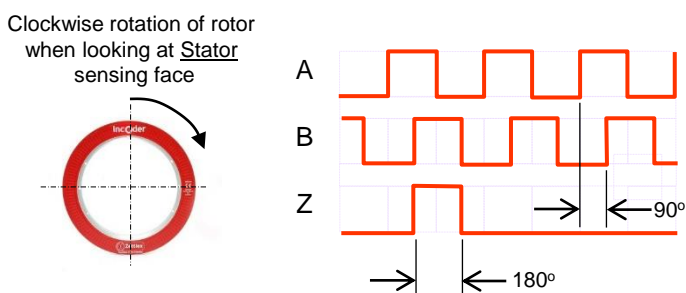 Clockwise rotation of rotor
when looking at Stator
sensing face
IncOder
A
B
Z
90º
180º